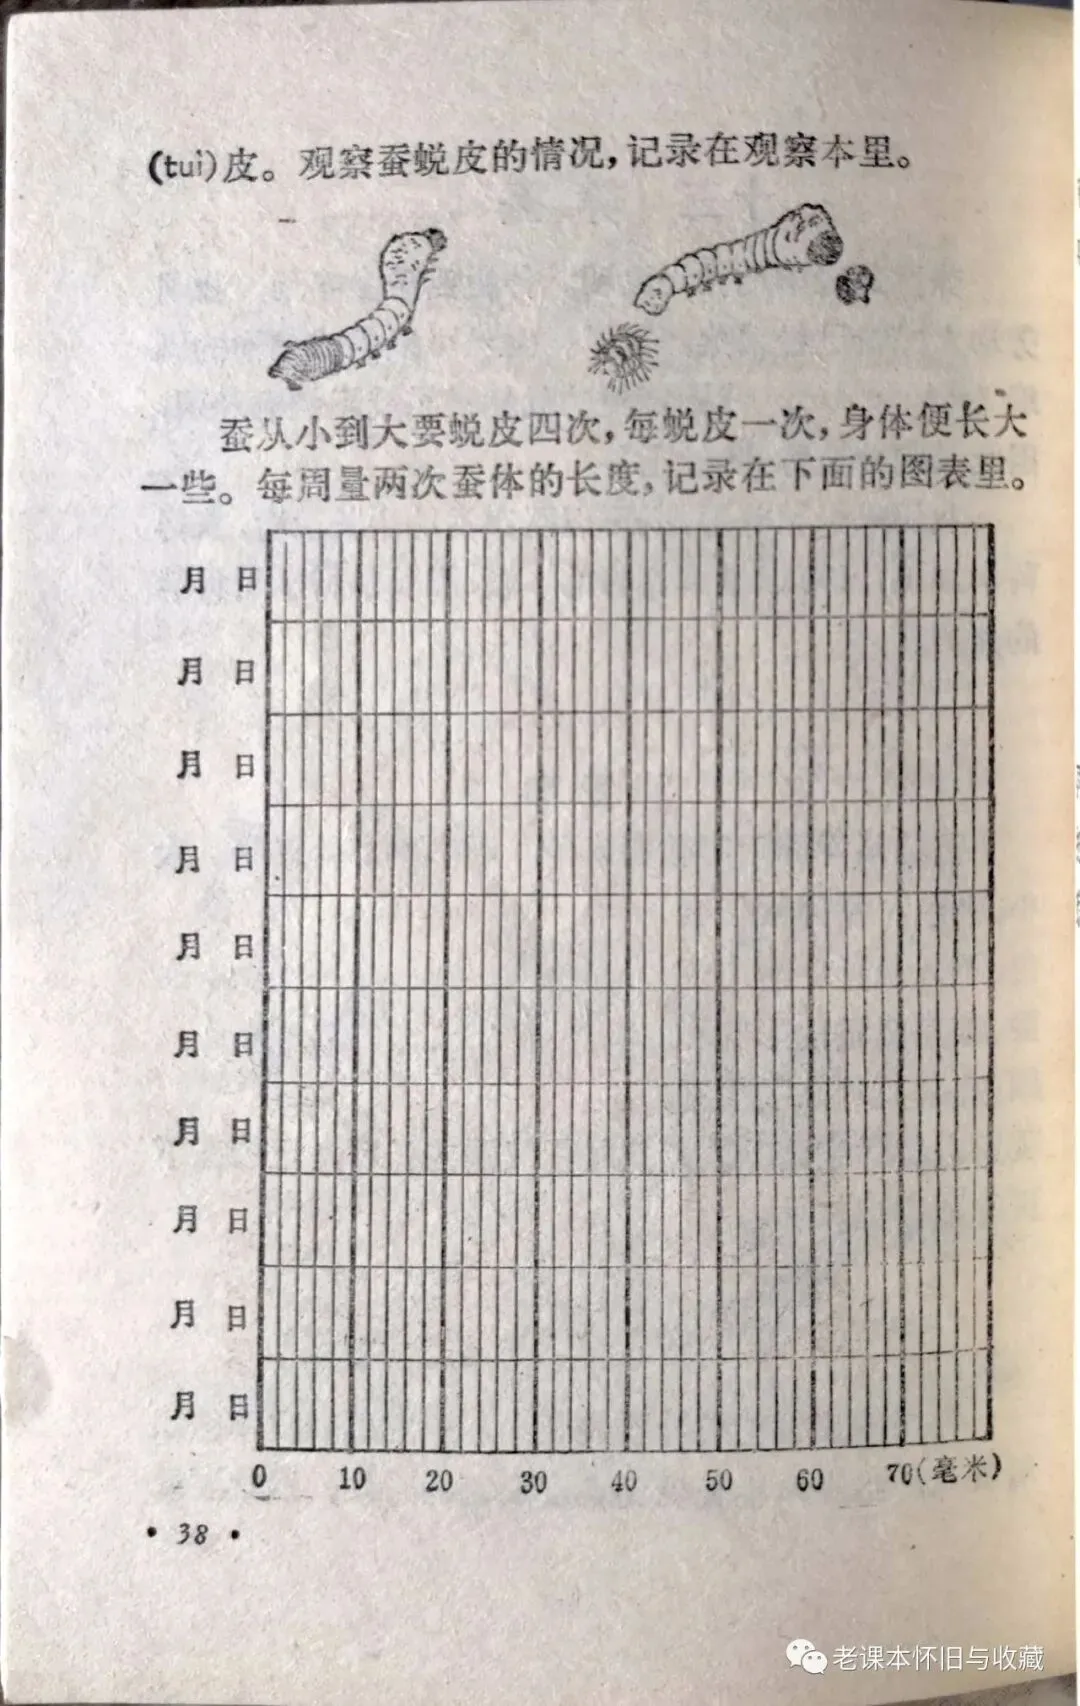 (tuì)皮。观察蚕蜕皮的情况，记录在观察本里。
蚕从小到大要蜕皮四次，每蜕皮一次，身体便长大
一些。每周量两次蚕体的长度，记录在下面的图表里。
月 日
月 日
月 日
月 日
月 日
月 日
月 日
月 日
月 日
月 日
0 10 20 30 40 50 60 70(毫米)
• 38 •
老课本怀旧与收藏